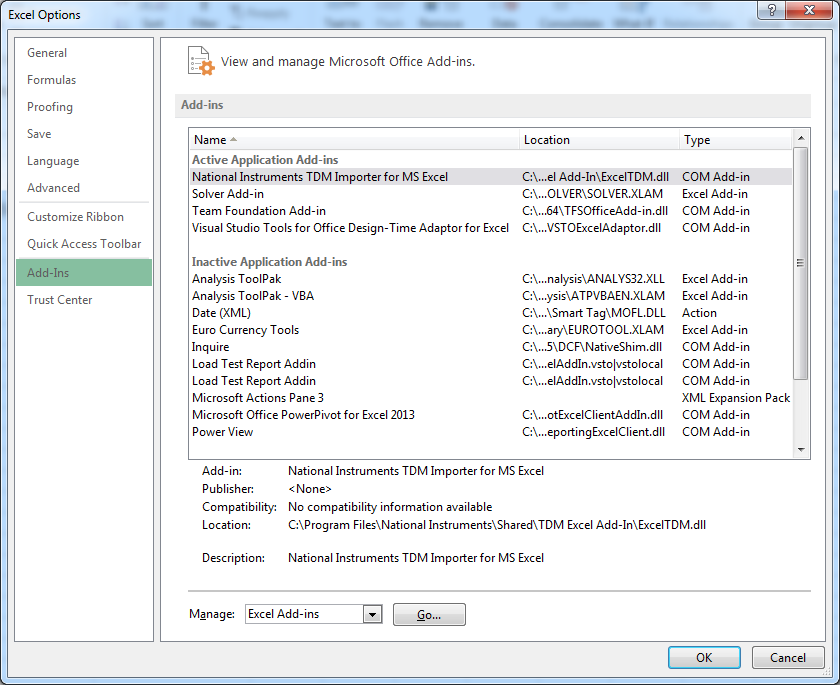 Excel Options
General
Formulas
Proofing
Save
Language
Advanced
Customize Ribbon
Quick Access Toolbar
Add-Ins
Trust Center
View and manage Microsoft Office Add-ins.
Add-ins
Name Location Type
Active Application Add-ins
National Instruments TDM Importer for MS Excel C:\...el Add-In\ExcelTDM.dll COM Add-in
Solver Add-in C:\...OLVER\SOLVER.XLAM Excel Add-in
Team Foundation Add-in C:\...64\TFSOfficeAdd-in.dll COM Add-in
Visual Studio Tools for Office Design-Time Adaptor for Excel C:\...VSTOExcelAdaptor.dll COM Add-in
Inactive Application Add-ins
Analysis ToolPak C:\...nalysis\ANALYS32.XLL Excel Add-in
Analysis ToolPak - VBA C:\...ysis\ATPVBAEN.XLAM Excel Add-in
Date (XML) C:\...\Smart Tag\MOFL.DLL Action
Euro Currency Tools C:\...ary\EUROTOOL.XLAM Excel Add-in
Inquire C:\...5\DCF\NativeShim.dll COM Add-in
Load Test Report Addin C:\...elAddIn.vsto|vstolocal COM Add-in
Load Test Report Addin C:\...elAddIn.vsto|vstolocal COM Add-in
Microsoft Actions Pane 3 XML Expansion Pack
Microsoft Office PowerPivot for Excel 2013 C:\...otExcelClientAddIn.dll COM Add-in
Power View C:\...eportingExcelClient.dll COM Add-in
Add-in: National Instruments TDM Importer for MS Excel
Publisher: <None>
Compatibility: No compatibility information available
Location: C:\Program Files\National Instruments\Shared\TDM Excel Add-In\ExcelTDM.dll
Description: National Instruments TDM Importer for MS Excel
Manage: Excel Add-ins Go...
OK Cancel